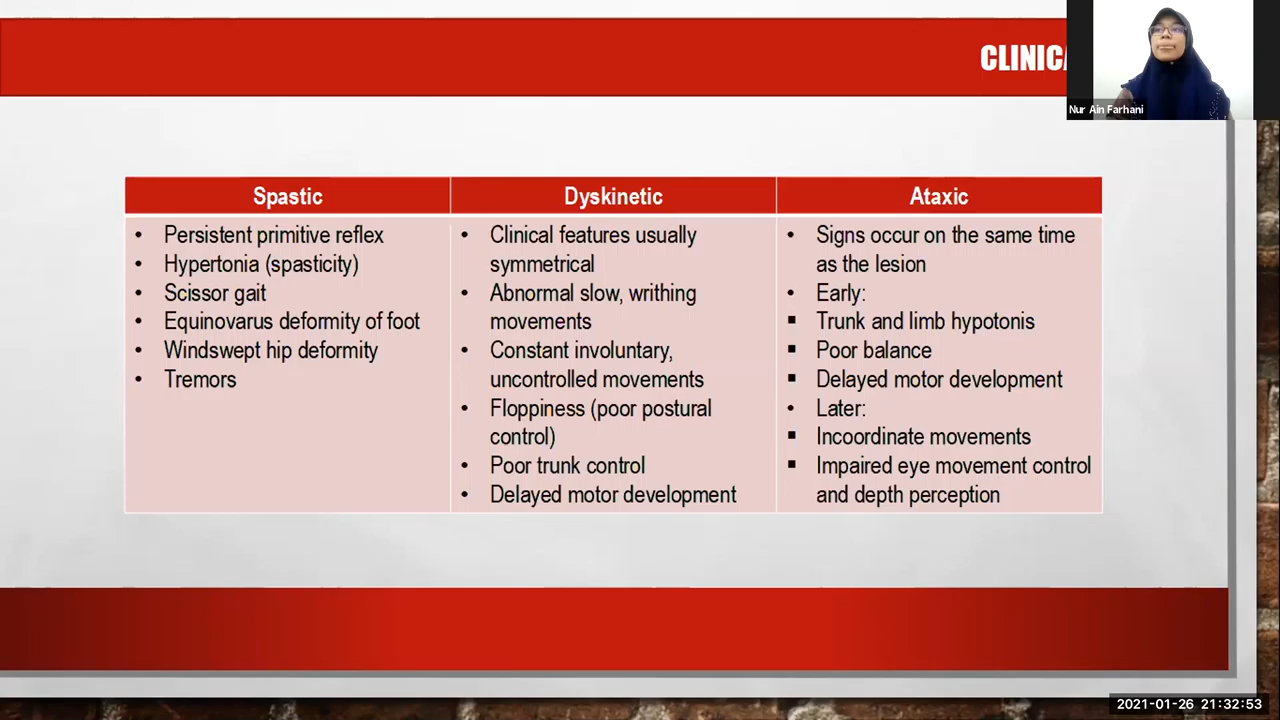 CLINICA
Nur Ain Farhani
Spastic
• Persistent primitive reflex
• Hypertonia (spasticity)
• Scissor gait
• Equinovarus deformity of foot
• Windswept hip deformity
• Tremors
Dyskinetic
• Clinical features usually
symmetrical
• Abnormal slow, writhing
movements
• Constant involuntary,
uncontrolled movements
• Floppiness (poor postural
control)
• Poor trunk control
• Delayed motor development
Ataxic
• Signs occur on the same time
as the lesion
• Early:
▪ Trunk and limb hypotonis
▪ Poor balance
▪ Delayed motor development
• Later:
▪ Incoordinate movements
▪ Impaired eye movement control
and depth perception
2021-01-26 21:32:53